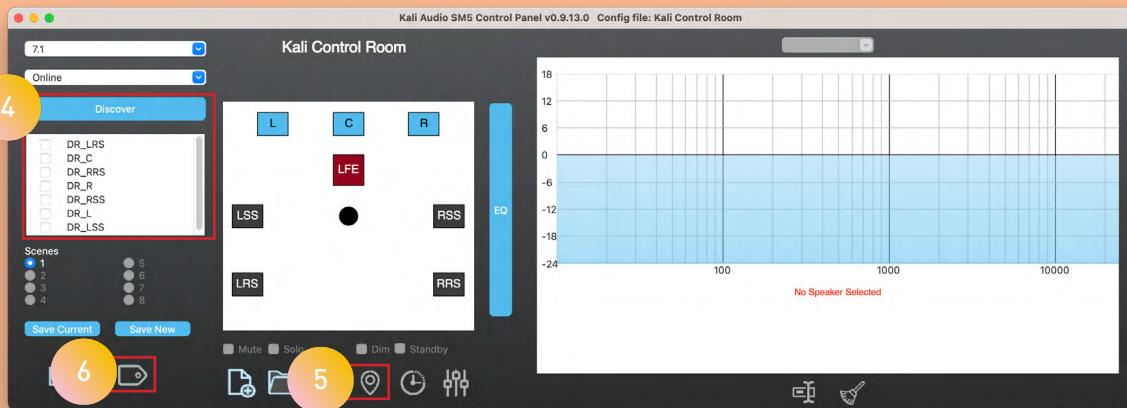 Kali Audio SM5 Control Panel v0.9.13.0 Config file: Kali Control Room
7.1
Online
4
Discover
DR_LRS
DR_C
DR_RRS
DR_R
DR_RSS
DR_L
DR_LSS
Scenes
1 5
2 6
3 7
4 8
Save Current Save New
6
Kali Control Room
L C R
LFE
LSS RSS
LRS RRS
EQ
Mute Solo Dim Standby
5
18
12
6
0
-6
-12
-18
-24
100 1000 10000
No Speaker Selected